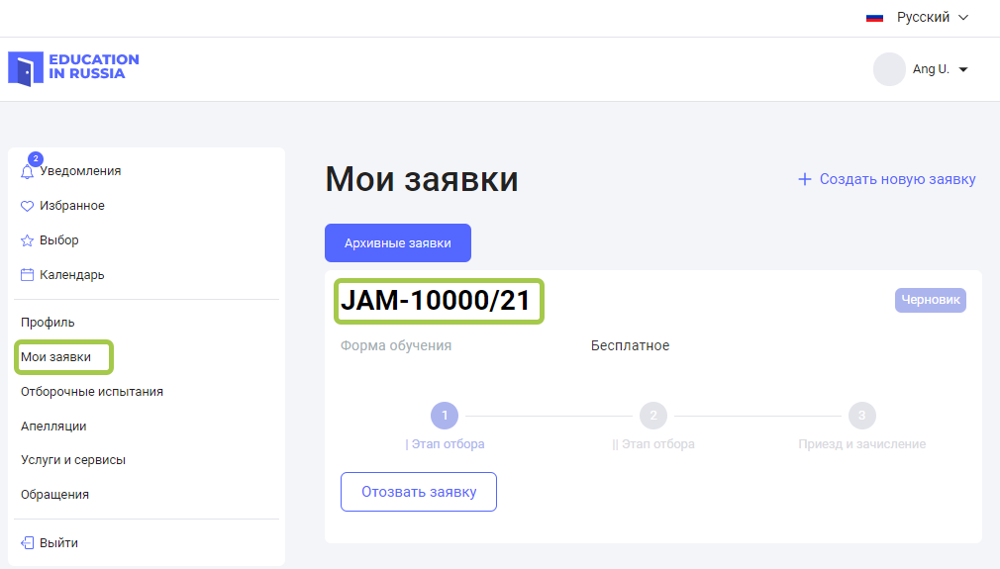 Русский
EDUCATION
IN RUSSIA
Ang U.
2
Уведомления
Избранное
Выбор
Календарь
Профиль
Мои заявки
Отборочные испытания
Апелляции
Услуги и сервисы
Обращения
Выйти
Мои заявки
+ Создать новую заявку
Архивные заявки
JAM-10000/21
Черновик
Форма обучения Бесплатное
1 2 3
| Этап отбора || Этап отбора Приезд и зачисление
Отозвать заявку